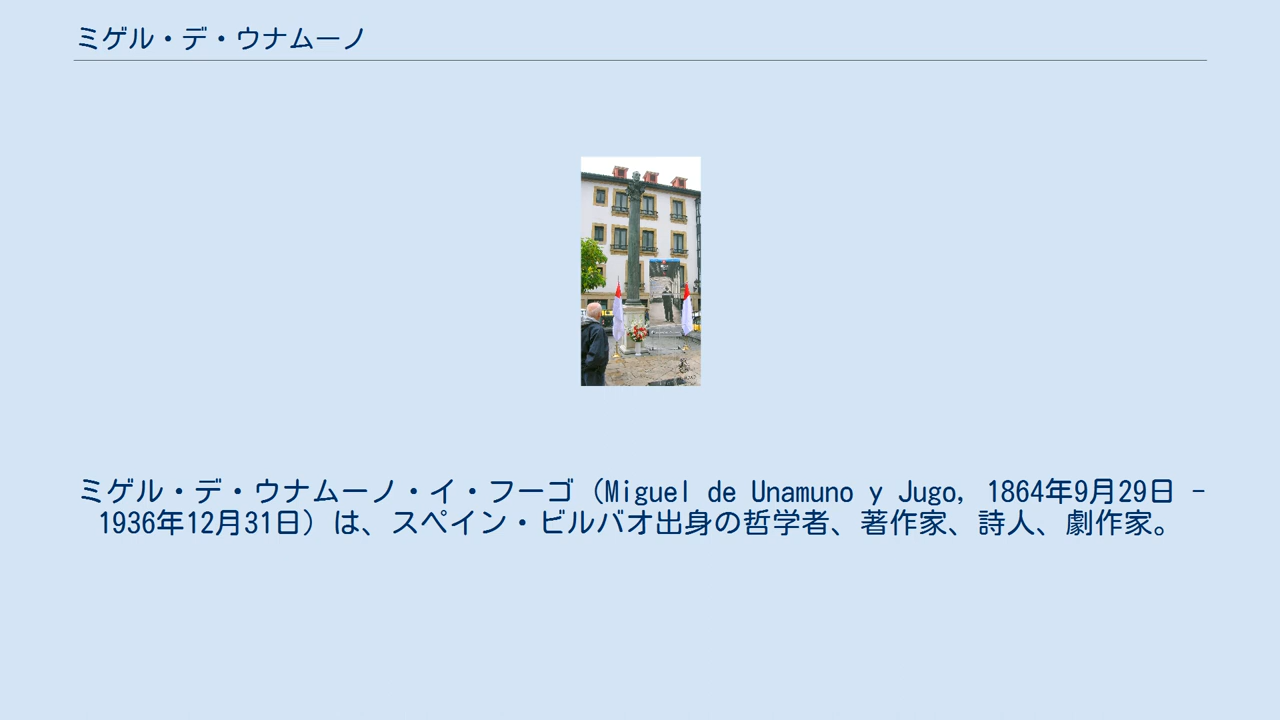 ミゲル・デ・ウナムーノ
ミゲル・デ・ウナムーノ・イ・フーゴ（Miguel de Unamuno y Jugo, 1864年9月29日 -
1936年12月31日）は、スペイン・ビルバオ出身の哲学者、著作家、詩人、劇作家。